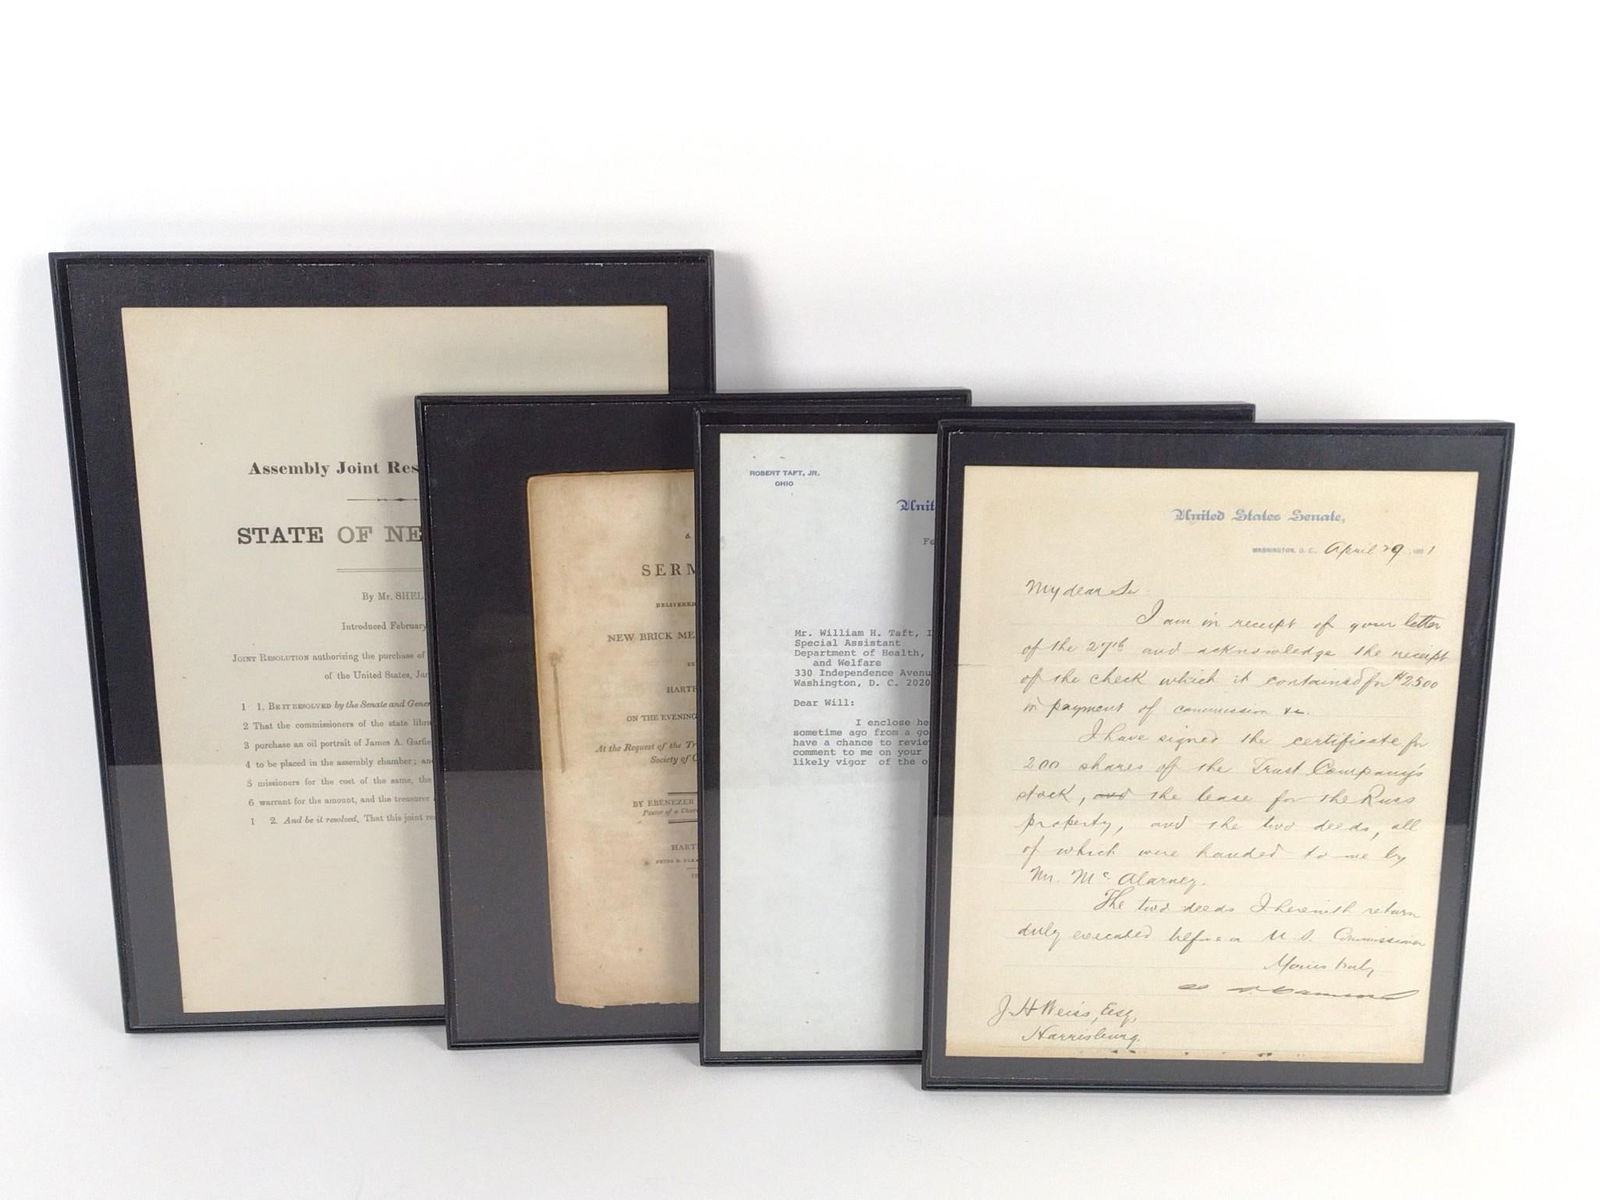 Assembly Joint Res
STATE OF NE
By Mr. SHEL
Introduced February
JOINT RESOLUTION authorizing the purchase of
of the United States, Jan
1 1. BE IT RESOLVED by the Senate and Gener
2 That the commissioners of the state libra
3 purchase an oil portrait of James A. Garfie
4 to be placed in the assembly chamber; and
5 missioners for the cost of the same, the
6 warrant for the amount, and the treasurer
1 2. And be it resolved, That this joint re
A
SERM
DELIVERED
NEW BRICK ME
HARTF
ON THE EVENING
At the Request of the Tr
Society of C
BY EBENEZER
Pastor of a Chur
HART
ROBERT TAFT, JR.
OHIO
Unit
Fe
Mr. William H. Taft, I
Special Assistant
Department of Health,
and Welfare
330 Independence Avenu
Washington, D. C. 2020
Dear Will:
I enclose he
sometime ago from a go
have a chance to revie
comment to me on your
likely vigor of the o
United States Senate,
WASHINGTON, D. C., April 29
My dear Sir
I am in receipt of your letter
of the 27th and acknowledge the receipt
of the check which it contained for $2500
in payment of commission &c.
I have signed the certificate for
200 shares of the Trust Company's
stock, and the lease for the Russ
property, and the two deeds, all
of which were handed to me by
Mr. McAlarney.
The two deeds I herewith return
duly executed before a U.S. Commissioner
Yours truly,
J H Weiss, Esq,
Harrisburg.